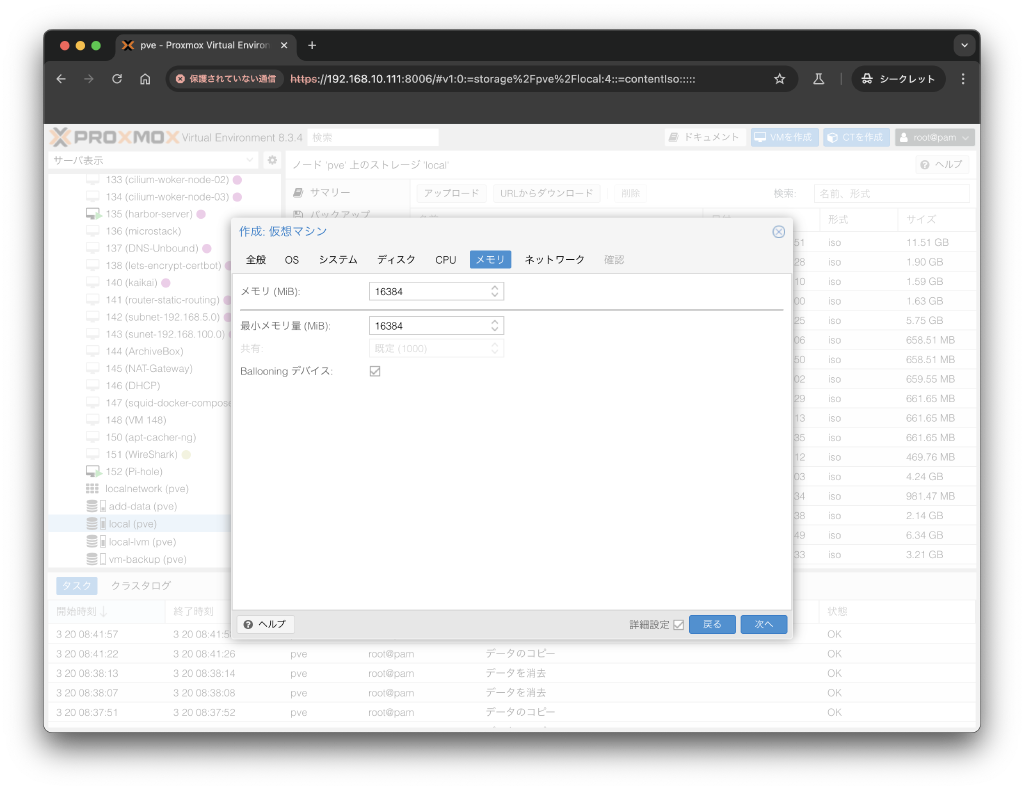 pve - Proxmox Virtual Environ
保護されていない通信
https://192.168.10.111:8006/#v1:0:=storage%2Fpve%2Flocal:4::=contentIso:::::
シークレット
PROXMOX Virtual Environment 8.3.4 検索
ドキュメント
VMを作成
CTを作成
root@pam
サーバ表示
ノード 'pve' 上のストレージ 'local'
ヘルプ
133 (cilium-woker-node-02)
134 (cilium-woker-node-03)
135 (harbor-server)
136 (microstack)
137 (DNS-Unbound)
138 (lets-encrypt-certbot)
140 (kaikai)
141 (router-static-routing)
142 (subnet-192.168.5.0)
143 (sunet-192.168.100.0)
144 (ArchiveBox)
145 (NAT-Gateway)
146 (DHCP)
147 (squid-docker-compose
148 (VM 148)
150 (apt-cacher-ng)
151 (WireShark)
152 (Pi-hole)
localnetwork (pve)
add-data (pve)
local (pve)
local-lvm (pve)
vm-backup (pve)
サマリー
バックアップ
アップロード
URLからダウンロード
削除
検索:
名前、形式
形式
サイズ
51 iso 11.51 GB
28 iso 1.90 GB
10 iso 1.59 GB
00 iso 1.63 GB
25 iso 5.75 GB
06 iso 658.51 MB
50 iso 658.51 MB
02 iso 659.55 MB
29 iso 661.65 MB
13 iso 661.65 MB
35 iso 661.65 MB
12 iso 469.76 MB
03 iso 4.24 GB
34 iso 981.47 MB
38 iso 2.14 GB
49 iso 6.34 GB
33 iso 3.21 GB
作成: 仮想マシン
全般 OS システム ディスク CPU メモリ ネットワーク 確認
メモリ (MiB): 16384
最小メモリ量 (MiB): 16384
共有: 既定 (1000)
Ballooning デバイス:
ヘルプ
詳細設定
戻る
次へ
タスク
クラスタログ
開始時刻
終了時刻
状態
3 20 08:41:57 3 20 08:41:5 OK
3 20 08:41:22 3 20 08:41:26 pve root@pam データのコピー OK
3 20 08:38:13 3 20 08:38:14 pve root@pam データを消去 OK
3 20 08:38:07 3 20 08:38:08 pve root@pam データを消去 OK
3 20 08:37:51 3 20 08:37:52 pve root@pam データのコピー OK